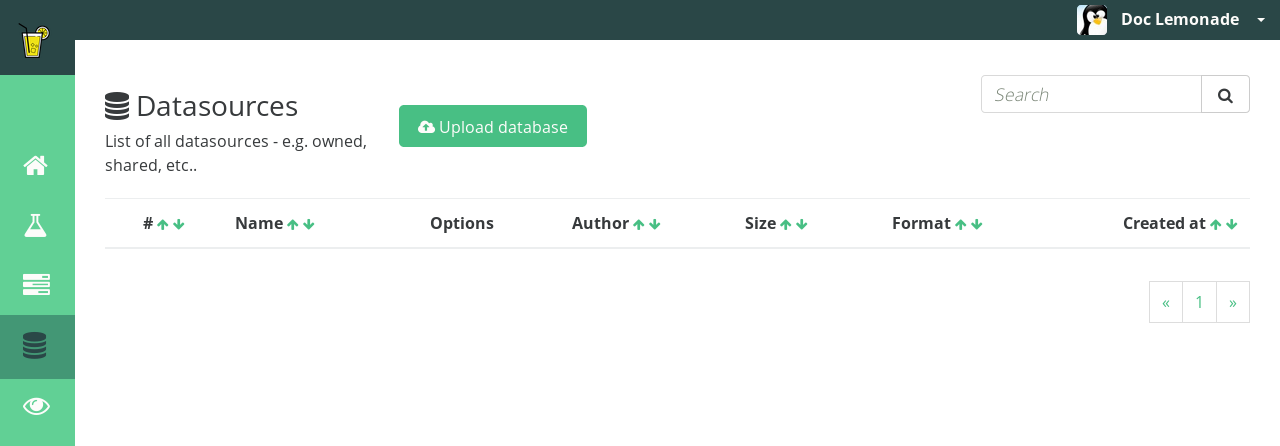 Doc Lemonade
Datasources
List of all datasources - e.g. owned,
shared, etc..
Upload database
Search
# Name Options Author Size Format Created at
« 1 »